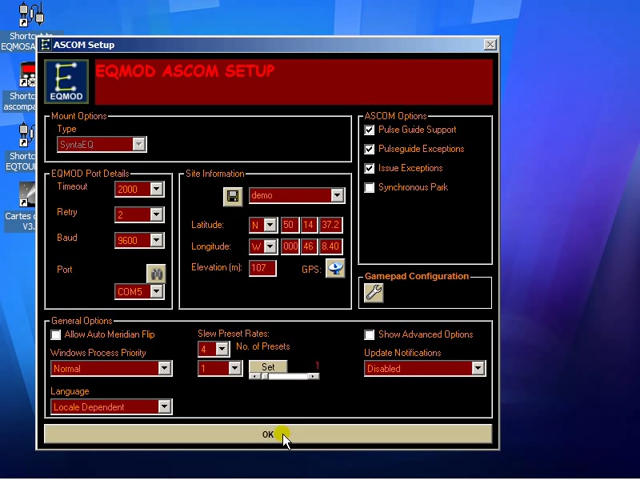 Shortcut to
EQMOSA
ASCOM Setup
EQMOD ASCOM SETUP
EQMOD
Mount Options
Type
SyntaEQ
ASCOM Options
Pulse Guide Support
Pulseguide Exceptions
Issue Exceptions
Synchronous Park
EQMOD Port Details
Timeout 2000
Retry 2
Baud 9600
Port
COM5
Site Information
demo
Latitude: N 50 14 37.2
Longitude: W 000 46 8.40
Elevation (m): 107 GPS:
Gamepad Configuration
General Options
Allow Auto Meridian Flip
Windows Process Priority
Normal
Language
Locale Dependent
Slew Preset Rates:
4 No. of Presets
1 Set 1
Show Advanced Options
Update Notifications
Disabled
OK
Shortc
ascompa
Shortc
EQTOU
Cartes d
V3.